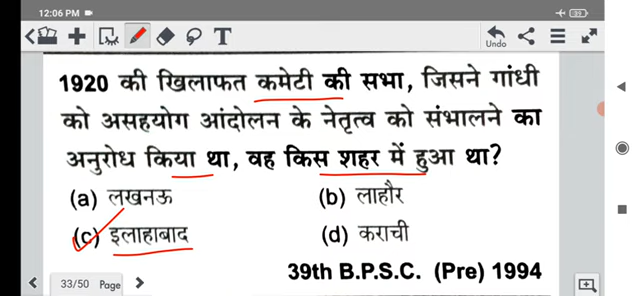 12:06 PM
39
T
Undo
1920 की खिलाफत कमेटी की सभा, जिसने गांधी
को असहयोग आंदोलन के नेतृत्व को संभालने का
अनुरोध किया था, वह किस शहर में हुआ था?
(a) लखनऊ (b) लाहौर
(c) इलाहाबाद (d) कराची
39th B.P.S.C. (Pre) 1994
33/50